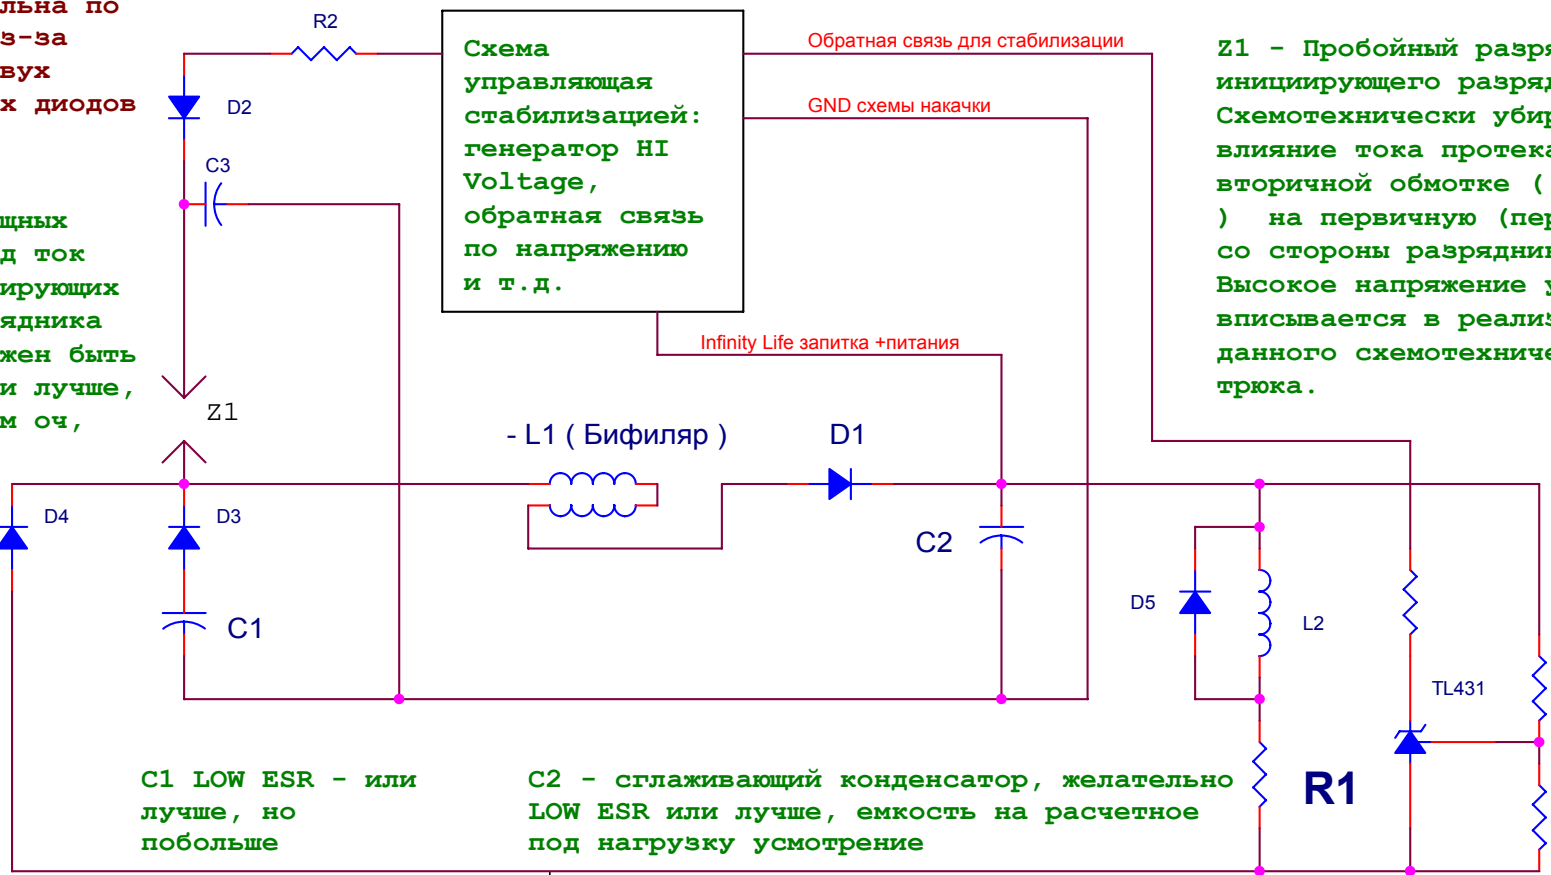 льна по
з-за
вух
х диодов
щных
д ток
ирующих
ядника
жен быть
и лучше,
м оч,
R2
D2
C3
Z1
Схема
управляющая
стабилизацией:
генератор HI
Voltage,
обратная связь
по напряжению
и т.д.
Обратная связь для стабилизации
GND схемы накачки
Infinity Life запитка +питания
Z1 - Пробойный разря
инициирующего разряд
Схемотехнически убир
влияние тока протека
вторичной обмотке (
) на первичную (пер
со стороны разрядник
Высокое напряжение у
вписывается в реализ
данного схемотехниче
трюка.
- L1 ( Бифиляр )
D1
D4
D3
C2
C1
D5
L2
TL431
R1
C1 LOW ESR - или
лучше, но
побольше
C2 - сглаживающий конденсатор, желательно
LOW ESR или лучше, емкость на расчетное
под нагрузку усмотрение